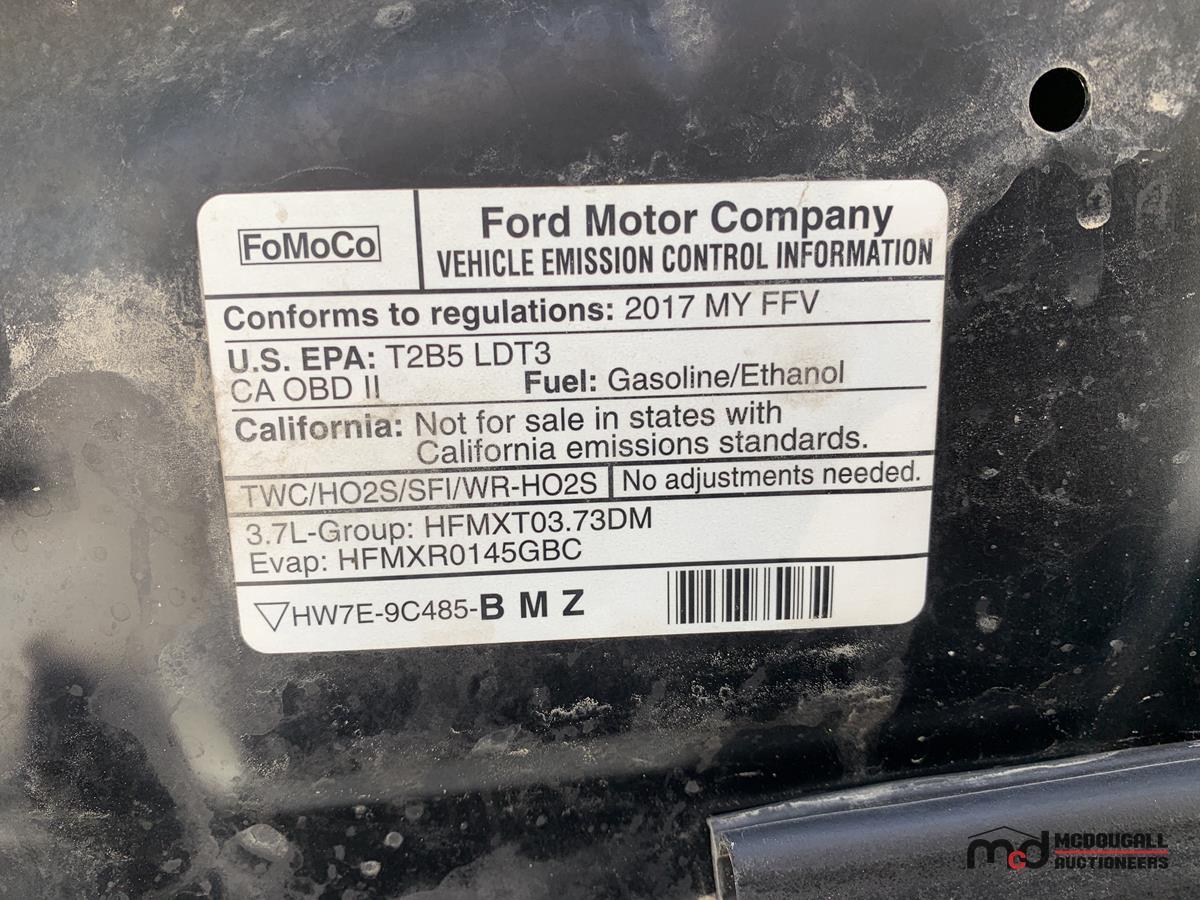 FoMoCo
Ford Motor Company
VEHICLE EMISSION CONTROL INFORMATION
Conforms to regulations: 2017 MY FFV
U.S. EPA: T2B5 LDT3
CA OBD II Fuel: Gasoline/Ethanol
California: Not for sale in states with
California emissions standards.
TWC/HO2S/SFI/WR-HO2S No adjustments needed.
3.7L-Group: HFMXT03.73DM
Evap: HFMXR0145GBC
HW7E-9C485-B M Z
mcd MCDOUGALL
AUCTIONEERS